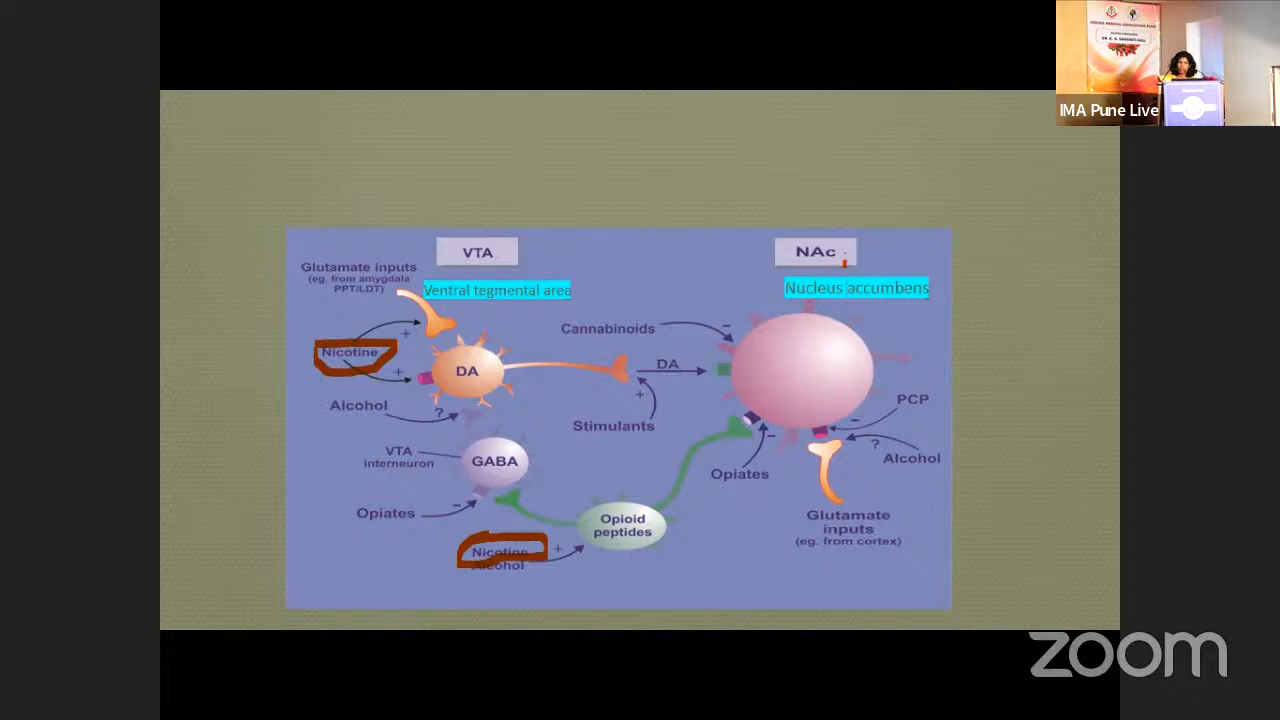 IMA Pune Live
VTA
NAc
Glutamate inputs
(eg. from amygdala
PPT/LDT)
Ventral tegmental area
Nucleus accumbens
Cannabinoids
-
Nicotine
+
+
DA
DA
+
Alcohol
?
Stimulants
PCP
-
?
Alcohol
VTA
interneuron
GABA
-
Opiates
Opiates
-
Opioid
peptides
Glutamate
inputs
(eg. from cortex)
Nicotine
Alcohol
+
zoom